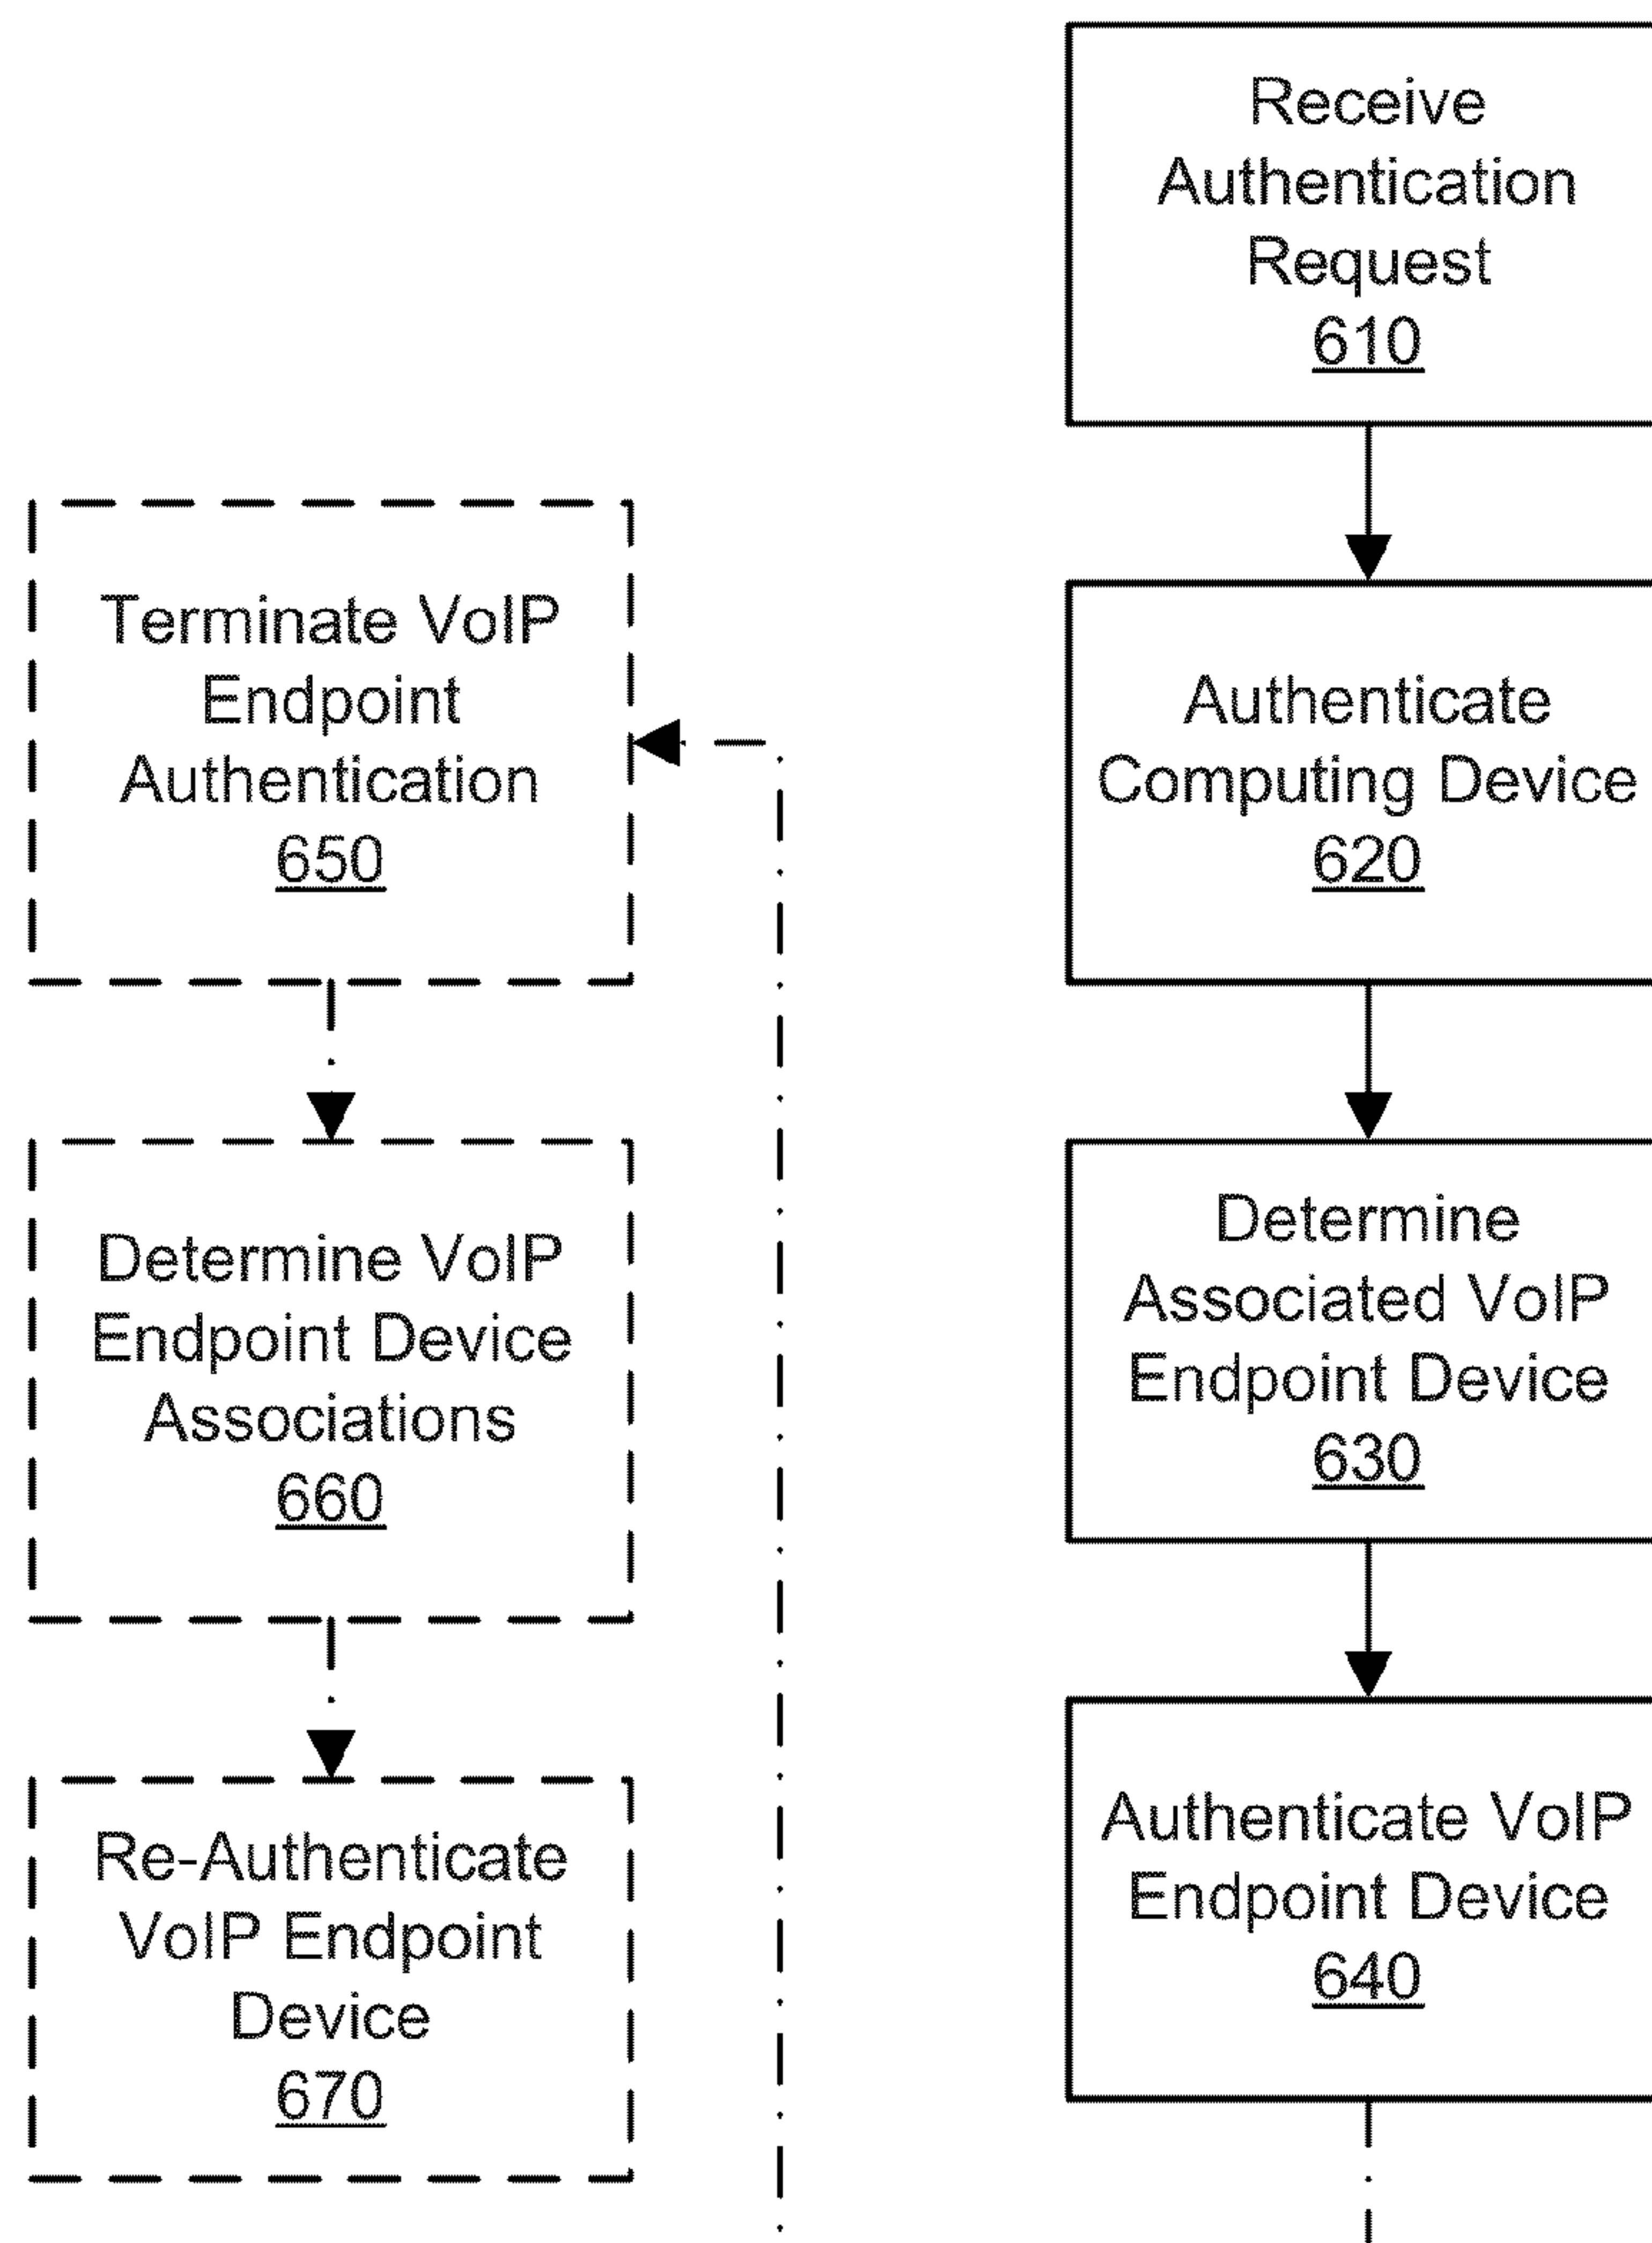 Receive
Authentication
Request
610
Authenticate
Computing Device
620
Determine
Associated VoIP
Endpoint Device
630
Authenticate VoIP
Endpoint Device
640
Terminate VoIP
Endpoint
Authentication
650
Determine VoIP
Endpoint Device
Associations
660
Re-Authenticate
VoIP Endpoint
Device
670